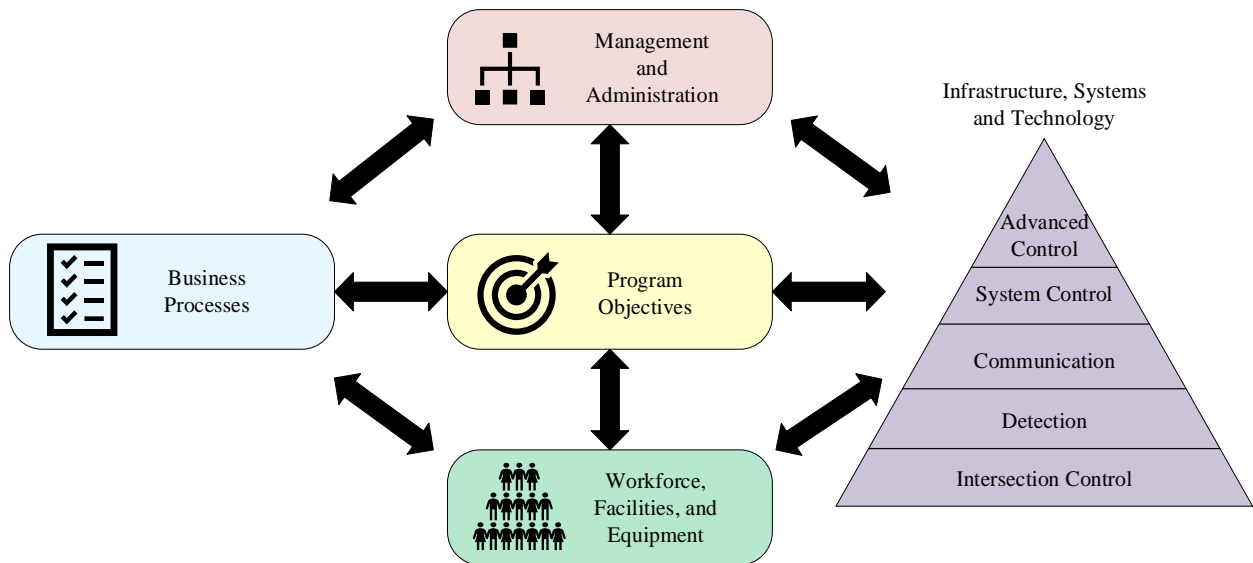 Management
and
Administration
Infrastructure, Systems
and Technology
Advanced
Control
System Control
Communication
Detection
Intersection Control
Business
Processes
Program
Objectives
Workforce,
Facilities, and
Equipment